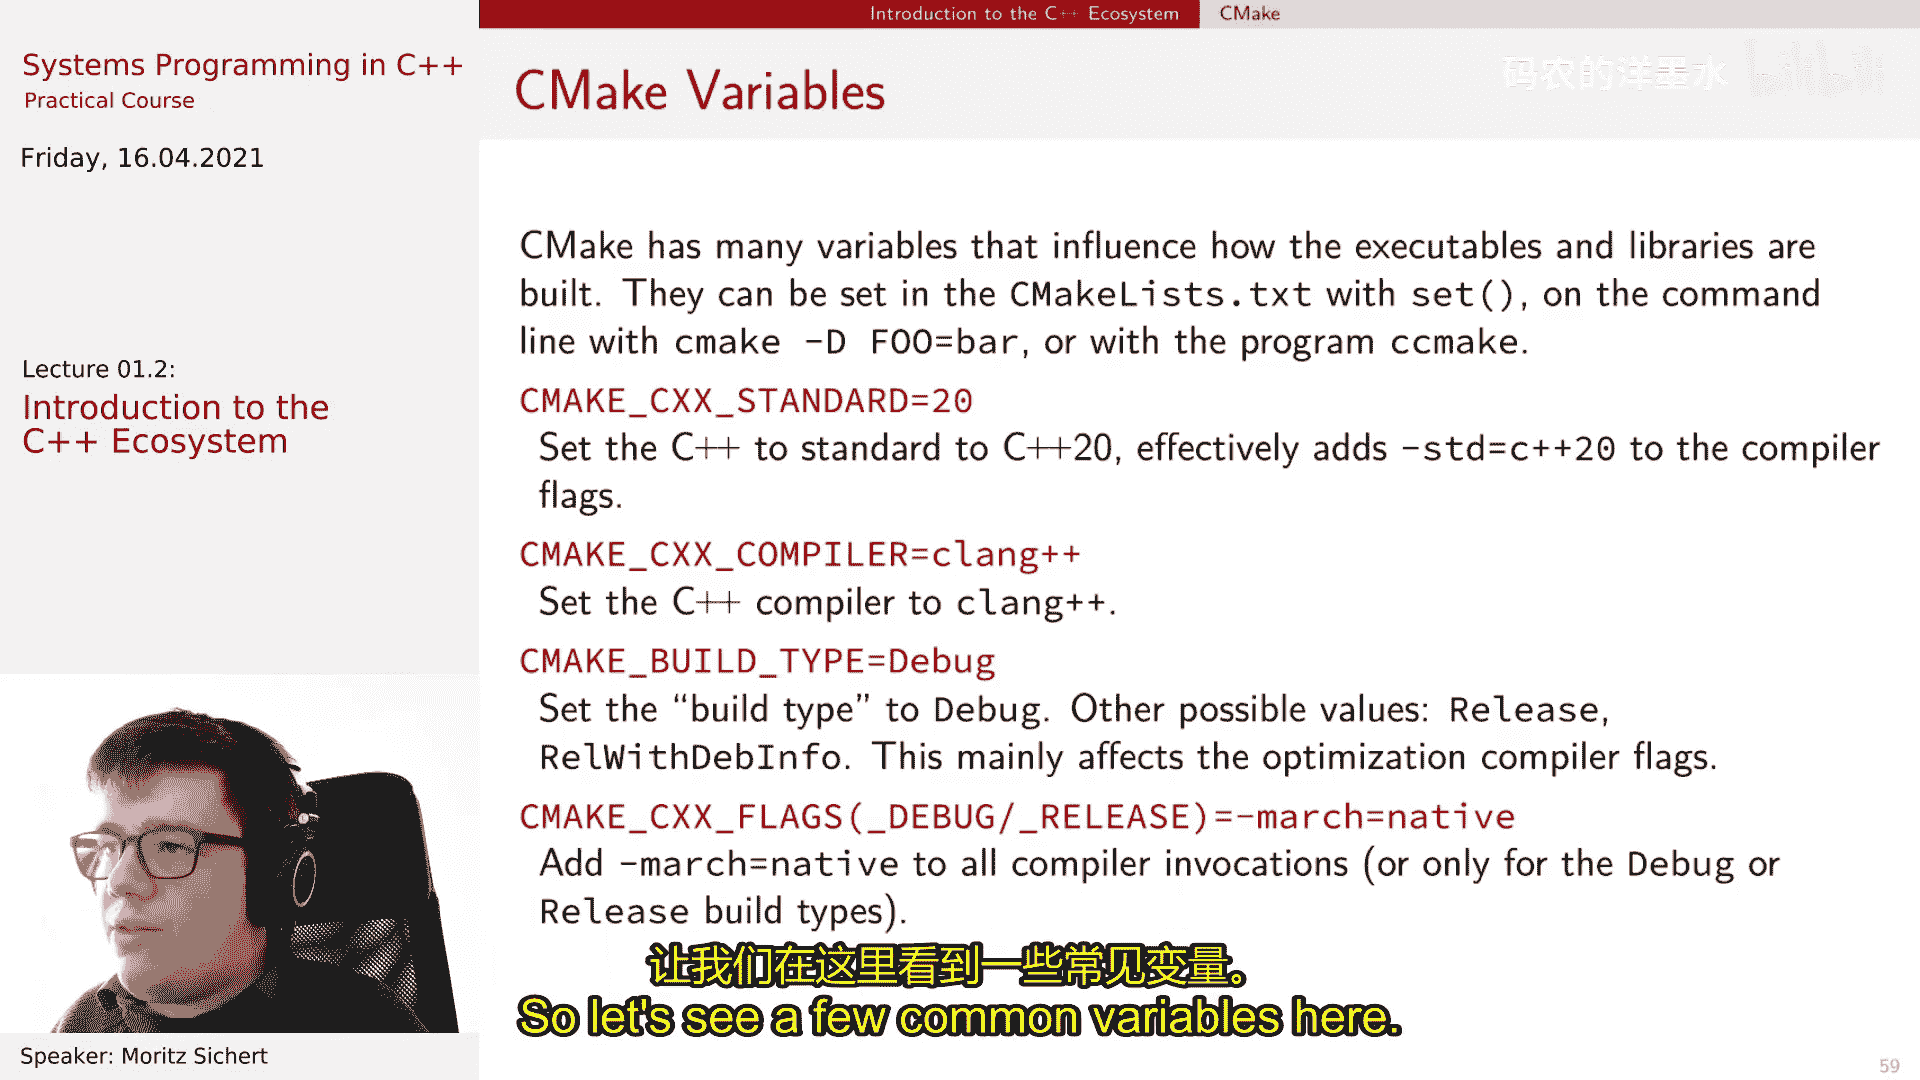 Introduction to the C++ Ecosystem
CMake
Systems Programming in C++
Practical Course
Friday, 16.04.2021
Lecture 01.2:
Introduction to the
C++ Ecosystem
Speaker: Moritz Sichert
CMake Variables
码农的洋墨水
bilibili
CMake has many variables that influence how the executables and libraries are
built. They can be set in the CMakeLists.txt with set(), on the command
line with cmake -D FOO=bar, or with the program ccmake.
CMAKE_CXX_STANDARD=20
Set the C++ to standard to C++20, effectively adds -std=c++20 to the compiler
flags.
CMAKE_CXX_COMPILER=clang++
Set the C++ compiler to clang++.
CMAKE_BUILD_TYPE=Debug
Set the “build type” to Debug. Other possible values: Release,
RelWithDebInfo. This mainly affects the optimization compiler flags.
CMAKE_CXX_FLAGS(_DEBUG/_RELEASE)=-march=native
Add -march=native to all compiler invocations (or only for the Debug or
Release build types).
让我们在这里看到一些常见变量。
So let's see a few common variables here.
59